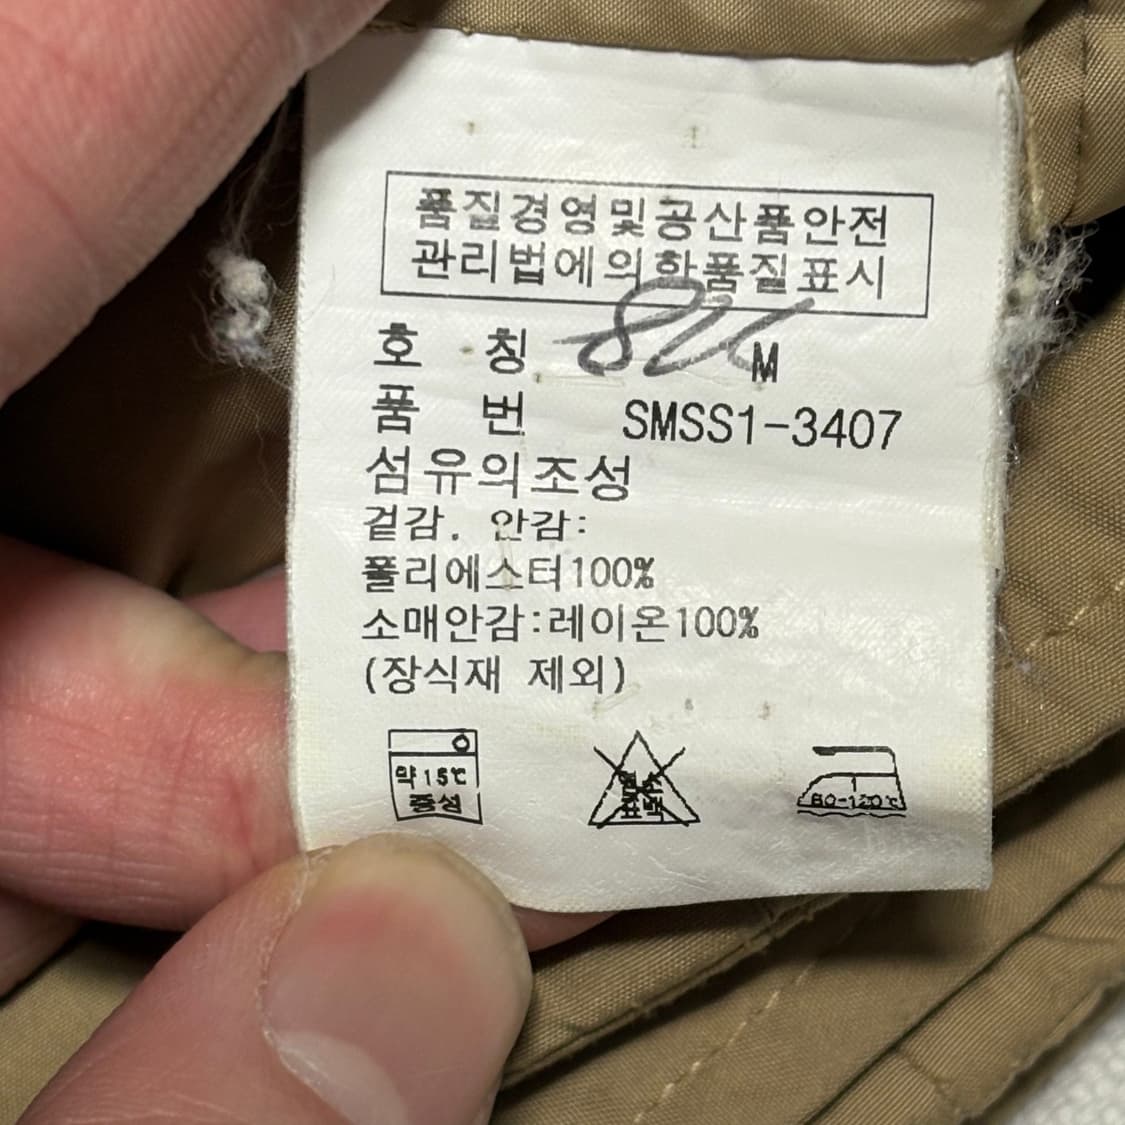 품질경영및공산품안전
관리법에의한품질표시
호 칭 M
품 번 SMSS1-3407
섬유의조성
겉감. 안감:
폴리에스터100%
소매안감:레이온100%
(장식재 제외)
약15℃
중성
염소
표백
80-120℃